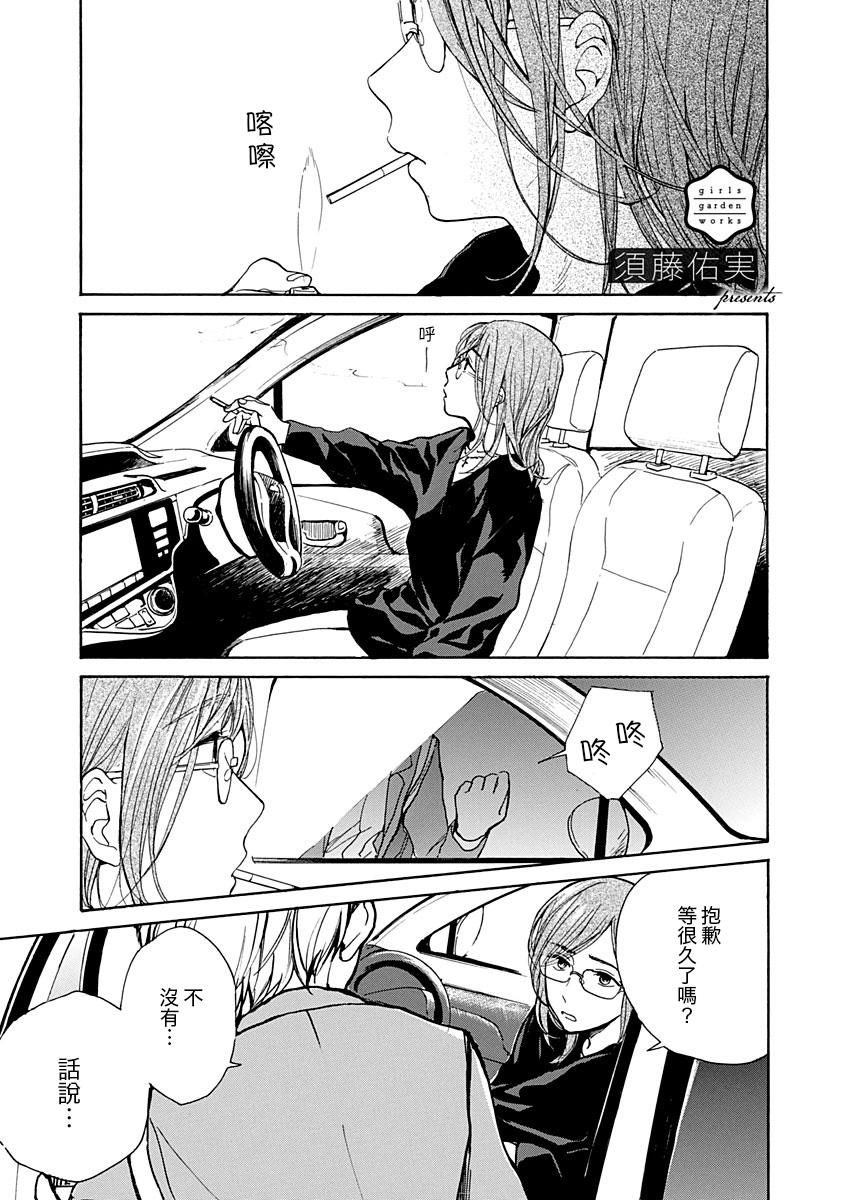 喀嚓
girls
garden
works
須藤佑実
presents
呼—
咚咚
抱歉
等很久了嗎？
不
沒有…
話說…